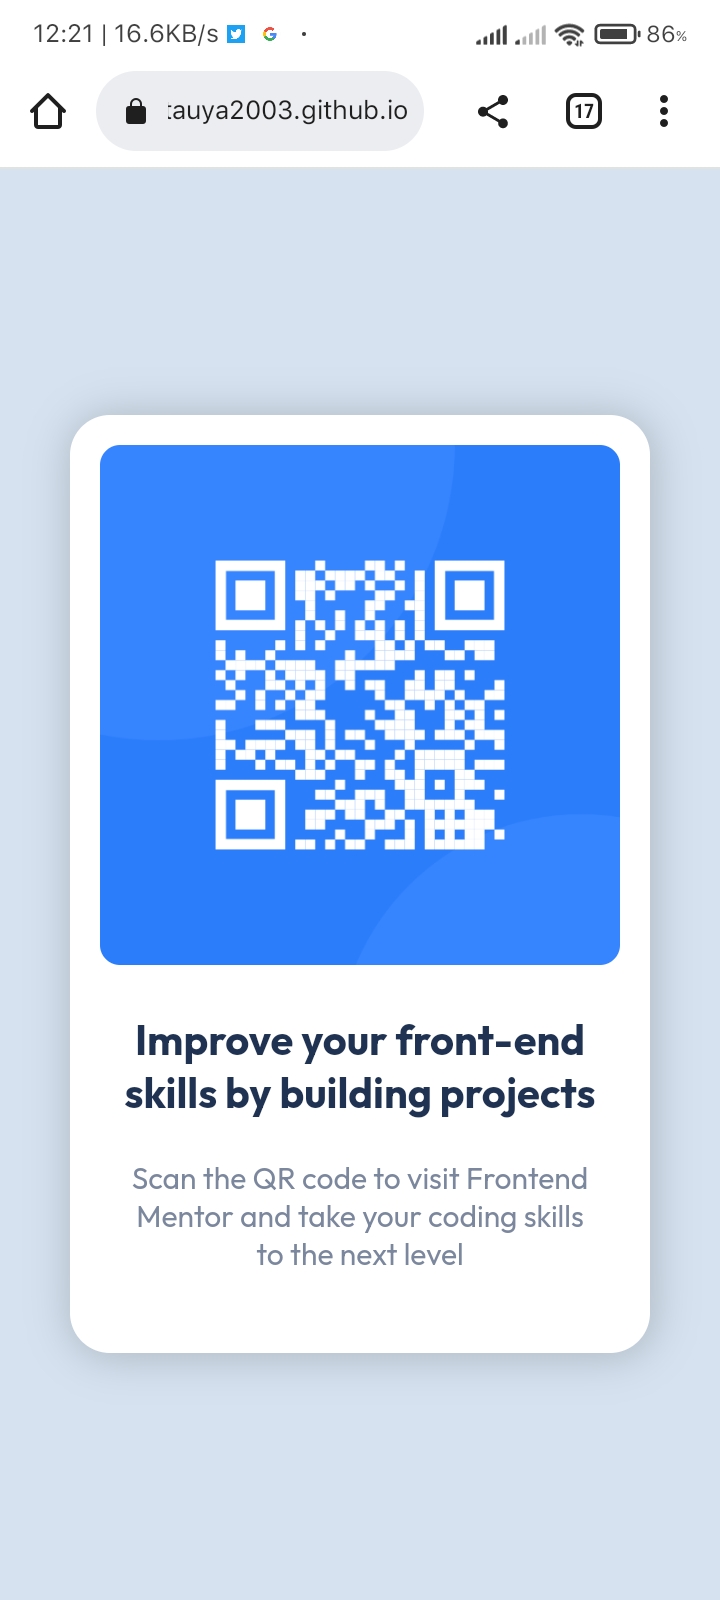 12:21 | 16.6KB/s
86%
tauya2003.github.io
17
Improve your front-end
skills by building projects
Scan the QR code to visit Frontend
Mentor and take your coding skills
to the next level